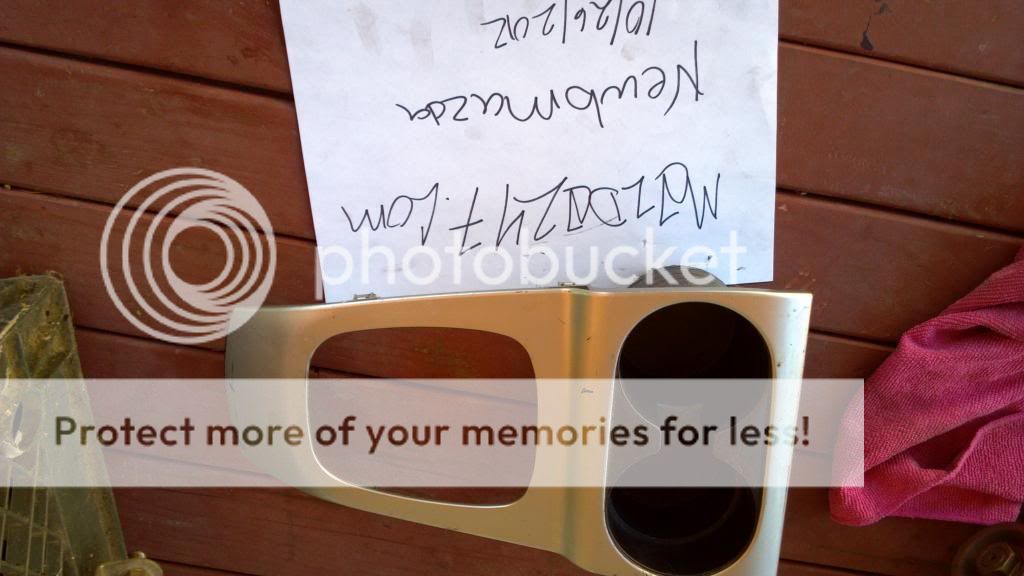 MaZDA247.com
Newbmazda
10/26/2012
photobucket
Protect more of your memories for less!